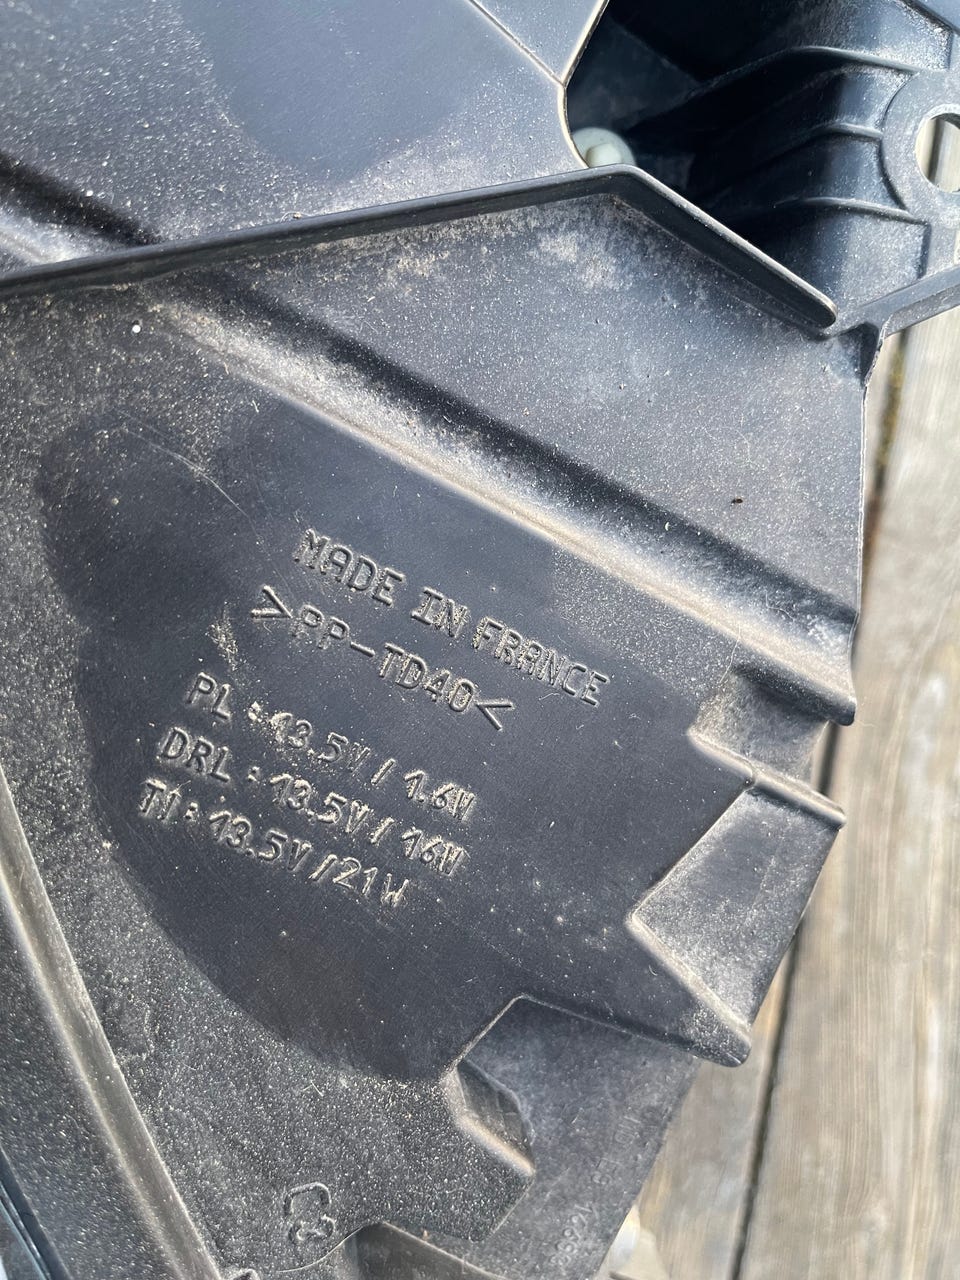 MADE IN FRANCE
>PP-TD40<
PL : 13.5V / 1.6W
DRL : 13.5V / 16W
TI : 13.5V / 21W